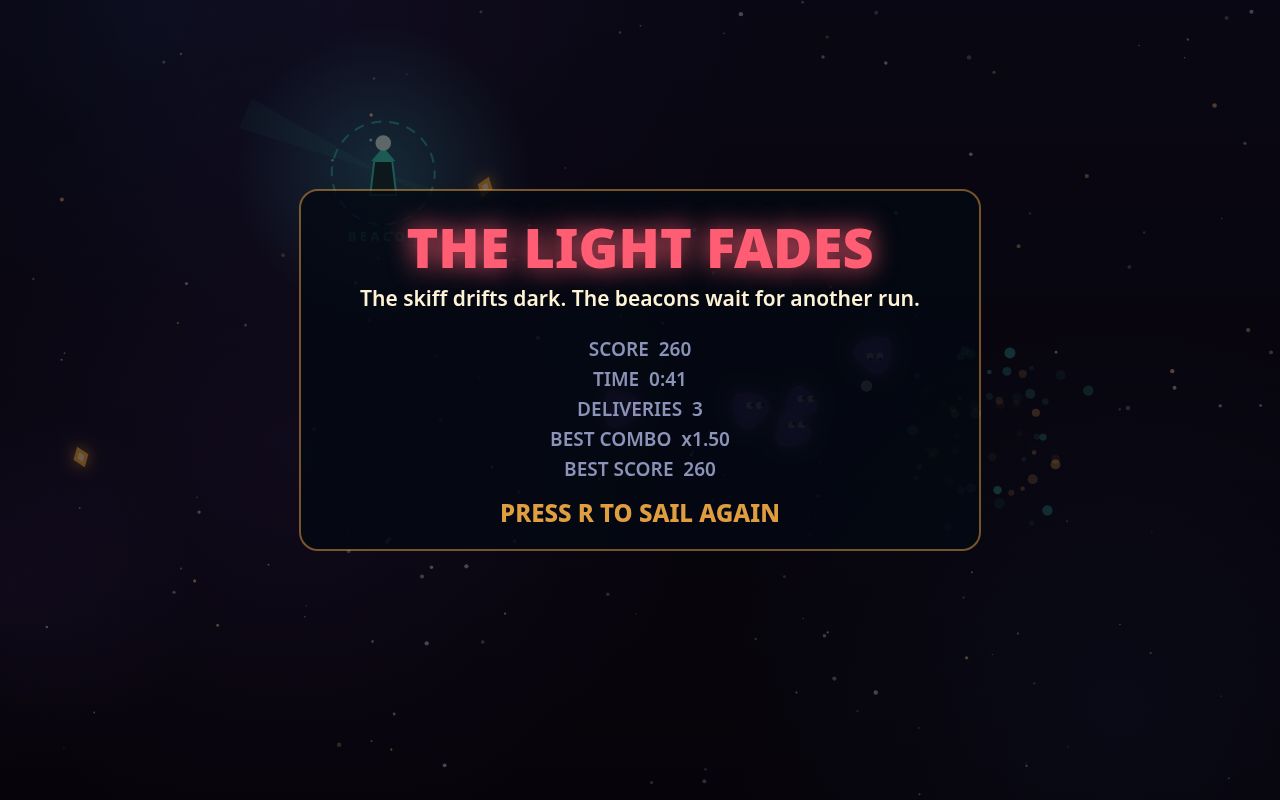 THE LIGHT FADES
The skiff drifts dark. The beacons wait for another run.
SCORE 260
TIME 0:41
DELIVERIES 3
BEST COMBO x1.50
BEST SCORE 260
PRESS R TO SAIL AGAIN